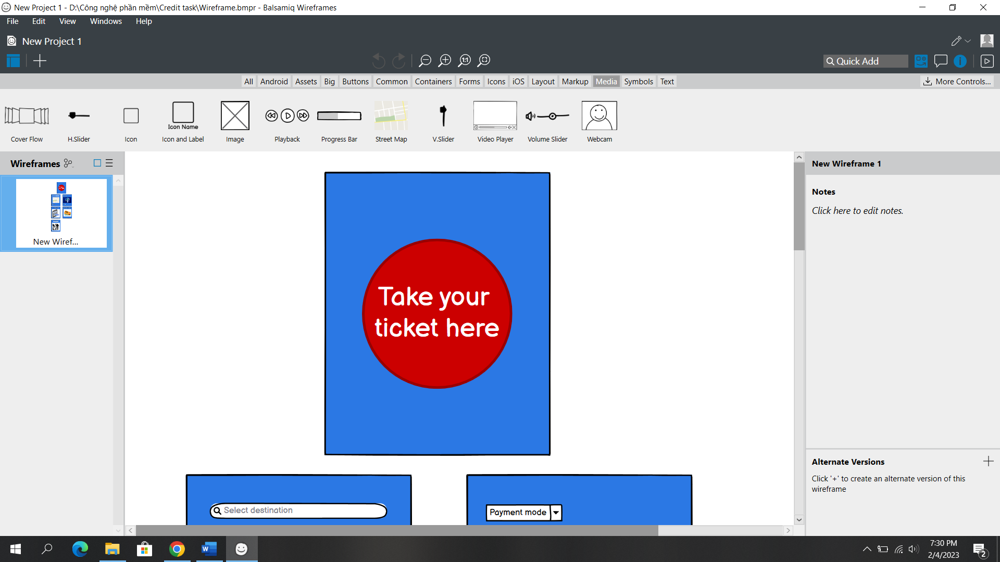 New Project 1 - D:\Công nghệ phần mềm\Credit task\Wireframe.bmpr - Balsamiq Wireframes
File Edit View Windows Help
New Project 1
1:1
Quick Add
All Android Assets Big Buttons Common Containers Forms Icons iOS Layout Markup Media Symbols Text
More Controls...
Icon Name
Cover Flow H.Slider Icon Icon and Label Image Playback Progress Bar Street Map V.Slider Video Player Volume Slider Webcam
Wireframes
New Wiref...
Take your
ticket here
Select destination
Payment mode
New Wireframe 1
Notes
Click here to edit notes.
Alternate Versions
Click '+' to create an alternate version of this
wireframe
7:30 PM
2/4/2023
2